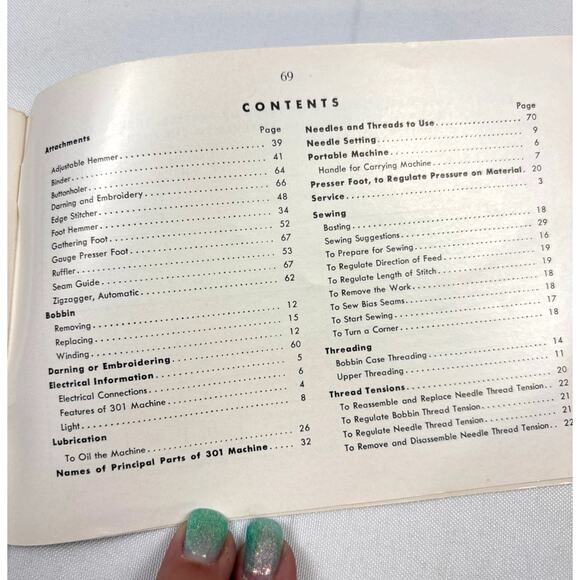 69
CONTENTS
Page
Attachments
Adjustable Hemmer.......... 39
Binder.......... 41
Buttonholer.......... 64
Darning and Embroidery.......... 66
Edge Stitcher.......... 48
Foot Hemmer.......... 34
Gathering Foot.......... 52
Gauge Presser Foot.......... 67
Ruffler.......... 53
Seam Guide.......... 67
Zigzagger, Automatic.......... 62
Bobbin
Removing.......... 12
Replacing.......... 15
Winding.......... 12
Darning or Embroidering.......... 60
Electrical Information.......... 5
Electrical Connections.......... 6
Features of 301 Machine.......... 4
Light.......... 8
Lubrication
To Oil the Machine.......... 26
Names of Principal Parts of 301 Machine..... 32
Page
Needles and Threads to Use.......... 70
Needle Setting.......... 9
Portable Machine.......... 6
Handle for Carrying Machine.......... 7
Presser Foot, to Regulate Pressure on Material. 20
Service.......... 3
Sewing
Basting.......... 18
Sewing Suggestions.......... 29
To Prepare for Sewing.......... 16
To Regulate Direction of Feed.......... 19
To Regulate Length of Stitch.......... 19
To Remove the Work.......... 18
To Sew Bias Seams.......... 18
To Start Sewing.......... 17
To Turn a Corner.......... 18
Threading
Bobbin Case Threading.......... 14
Upper Threading.......... 11
Thread Tensions.......... 20
To Reassemble and Replace Needle Thread Tension.. 22
To Regulate Bobbin Thread Tension.......... 21
To Regulate Needle Thread Tension.......... 21
To Remove and Disassemble Needle Thread Tension.. 22